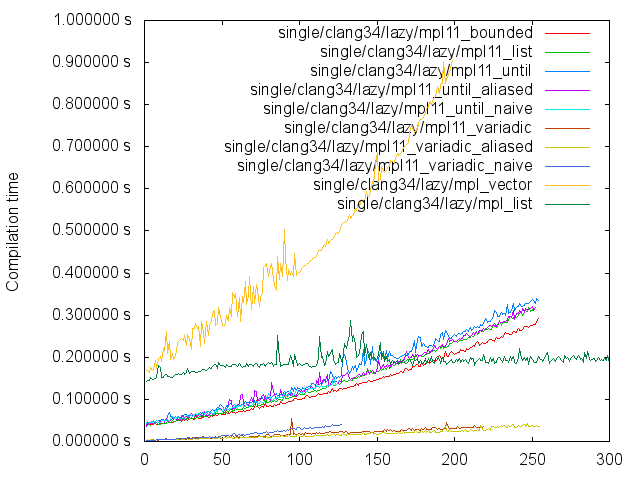 1.000000 s
0.900000 s
0.800000 s
0.700000 s
0.600000 s
0.500000 s
0.400000 s
0.300000 s
0.200000 s
0.100000 s
0.000000 s
Compilation time
single/clang34/lazy/mpl11_bounded
single/clang34/lazy/mpl11_list
single/clang34/lazy/mpl11_until
single/clang34/lazy/mpl11_until_aliased
single/clang34/lazy/mpl11_until_naive
single/clang34/lazy/mpl11_variadic
single/clang34/lazy/mpl11_variadic_aliased
single/clang34/lazy/mpl11_variadic_naive
single/clang34/lazy/mpl_vector
single/clang34/lazy/mpl_list
0 50 100 150 200 250 300